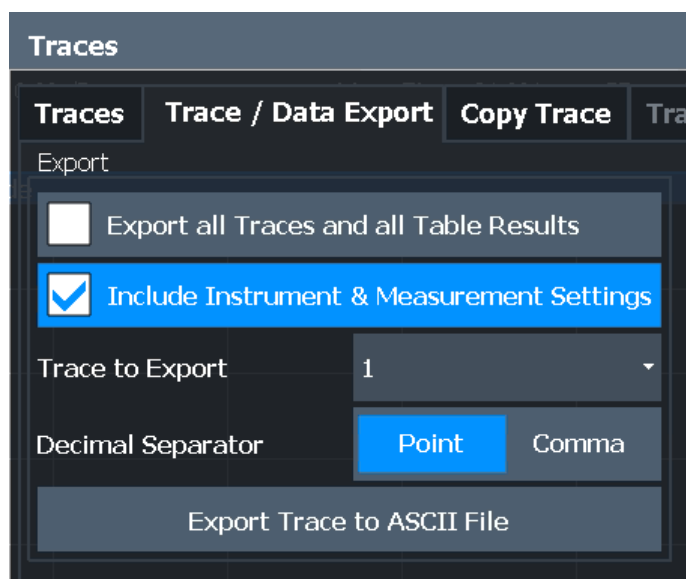 Traces
Traces Trace / Data Export Copy Trace Tra
Export
Export all Traces and all Table Results
Include Instrument & Measurement Settings
Trace to Export 1
Decimal Separator Point Comma
Export Trace to ASCII File